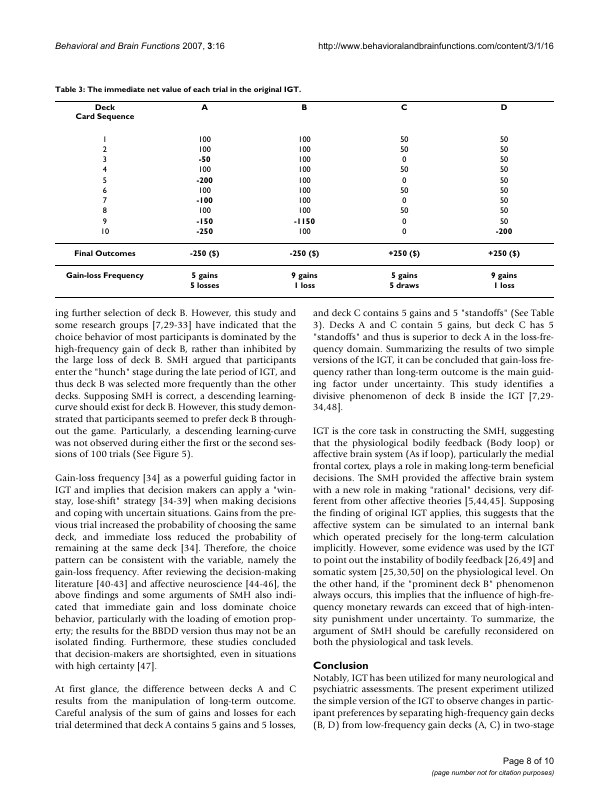 Behavioral and Brain Functions 2007, 3:16 http://www.behavioralandbrainfunctions.com/content/3/1/16
Table 3: The immediate net value of each trial in the original IGT.
Deck A B C D
Card Sequence
1 100 100 50 50
2 100 100 50 50
3 -50 100 0 50
4 100 100 50 50
5 -200 100 0 50
6 100 100 50 50
7 -100 100 0 50
8 100 100 50 50
9 -150 -1150 0 50
10 -250 100 0 -200
Final Outcomes -250 ($) -250 ($) +250 ($) +250 ($)
Gain-loss Frequency 5 gains 9 gains 5 gains 9 gains
5 losses 1 loss 5 draws 1 loss
ing further selection of deck B. However, this study and
some research groups [7,29-33] have indicated that the
choice behavior of most participants is dominated by the
high-frequency gain of deck B, rather than inhibited by
the large loss of deck B. SMH argued that participants
enter the "hunch" stage during the late period of IGT, and
thus deck B was selected more frequently than the other
decks. Supposing SMH is correct, a descending learning-
curve should exist for deck B. However, this study demon-
strated that participants seemed to prefer deck B through-
out the game. Particularly, a descending learning-curve
was not observed during either the first or the second ses-
sions of 100 trials (See Figure 5).
Gain-loss frequency [34] as a powerful guiding factor in
IGT and implies that decision makers can apply a "win-
stay, lose-shift" strategy [34-39] when making decisions
and coping with uncertain situations. Gains from the pre-
vious trial increased the probability of choosing the same
deck, and immediate loss reduced the probability of
remaining at the same deck [34]. Therefore, the choice
pattern can be consistent with the variable, namely the
gain-loss frequency. After reviewing the decision-making
literature [40-43] and affective neuroscience [44-46], the
above findings and some arguments of SMH also indi-
cated that immediate gain and loss dominate choice
behavior, particularly with the loading of emotion prop-
erty; the results for the BBDD version thus may not be an
isolated finding. Furthermore, these studies concluded
that decision-makers are shortsighted, even in situations
with high certainty [47].
At first glance, the difference between decks A and C
results from the manipulation of long-term outcome.
Careful analysis of the sum of gains and losses for each
trial determined that deck A contains 5 gains and 5 losses,
and deck C contains 5 gains and 5 "standoffs" (See Table
3). Decks A and C contain 5 gains, but deck C has 5
"standoffs" and thus is superior to deck A in the loss-fre-
quency domain. Summarizing the results of two simple
versions of the IGT, it can be concluded that gain-loss fre-
quency rather than long-term outcome is the main guid-
ing factor under uncertainty. This study identifies a
divisive phenomenon of deck B inside the IGT [7,29-
34,48].
IGT is the core task in constructing the SMH, suggesting
that the physiological bodily feedback (Body loop) or
affective brain system (As if loop), particularly the medial
frontal cortex, plays a role in making long-term beneficial
decisions. The SMH provided the affective brain system
with a new role in making "rational" decisions, very dif-
ferent from other affective theories [5,44,45]. Supposing
the finding of original IGT applies, this suggests that the
affective system can be simulated to an internal bank
which operated precisely for the long-term calculation
implicitly. However, some evidence was used by the IGT
to point out the instability of bodily feedback [26,49] and
somatic system [25,30,50] on the physiological level. On
the other hand, if the "prominent deck B" phenomenon
always occurs, this implies that the influence of high-fre-
quency monetary rewards can exceed that of high-inten-
sity punishment under uncertainty. To summarize, the
argument of SMH should be carefully reconsidered on
both the physiological and task levels.
Conclusion
Notably, IGT has been utilized for many neurological and
psychiatric assessments. The present experiment utilized
the simple version of the IGT to observe changes in partic-
ipant preferences by separating high-frequency gain decks
(B, D) from low-frequency gain decks (A, C) in two-stage
Page 8 of 10
(page number not for citation purposes)